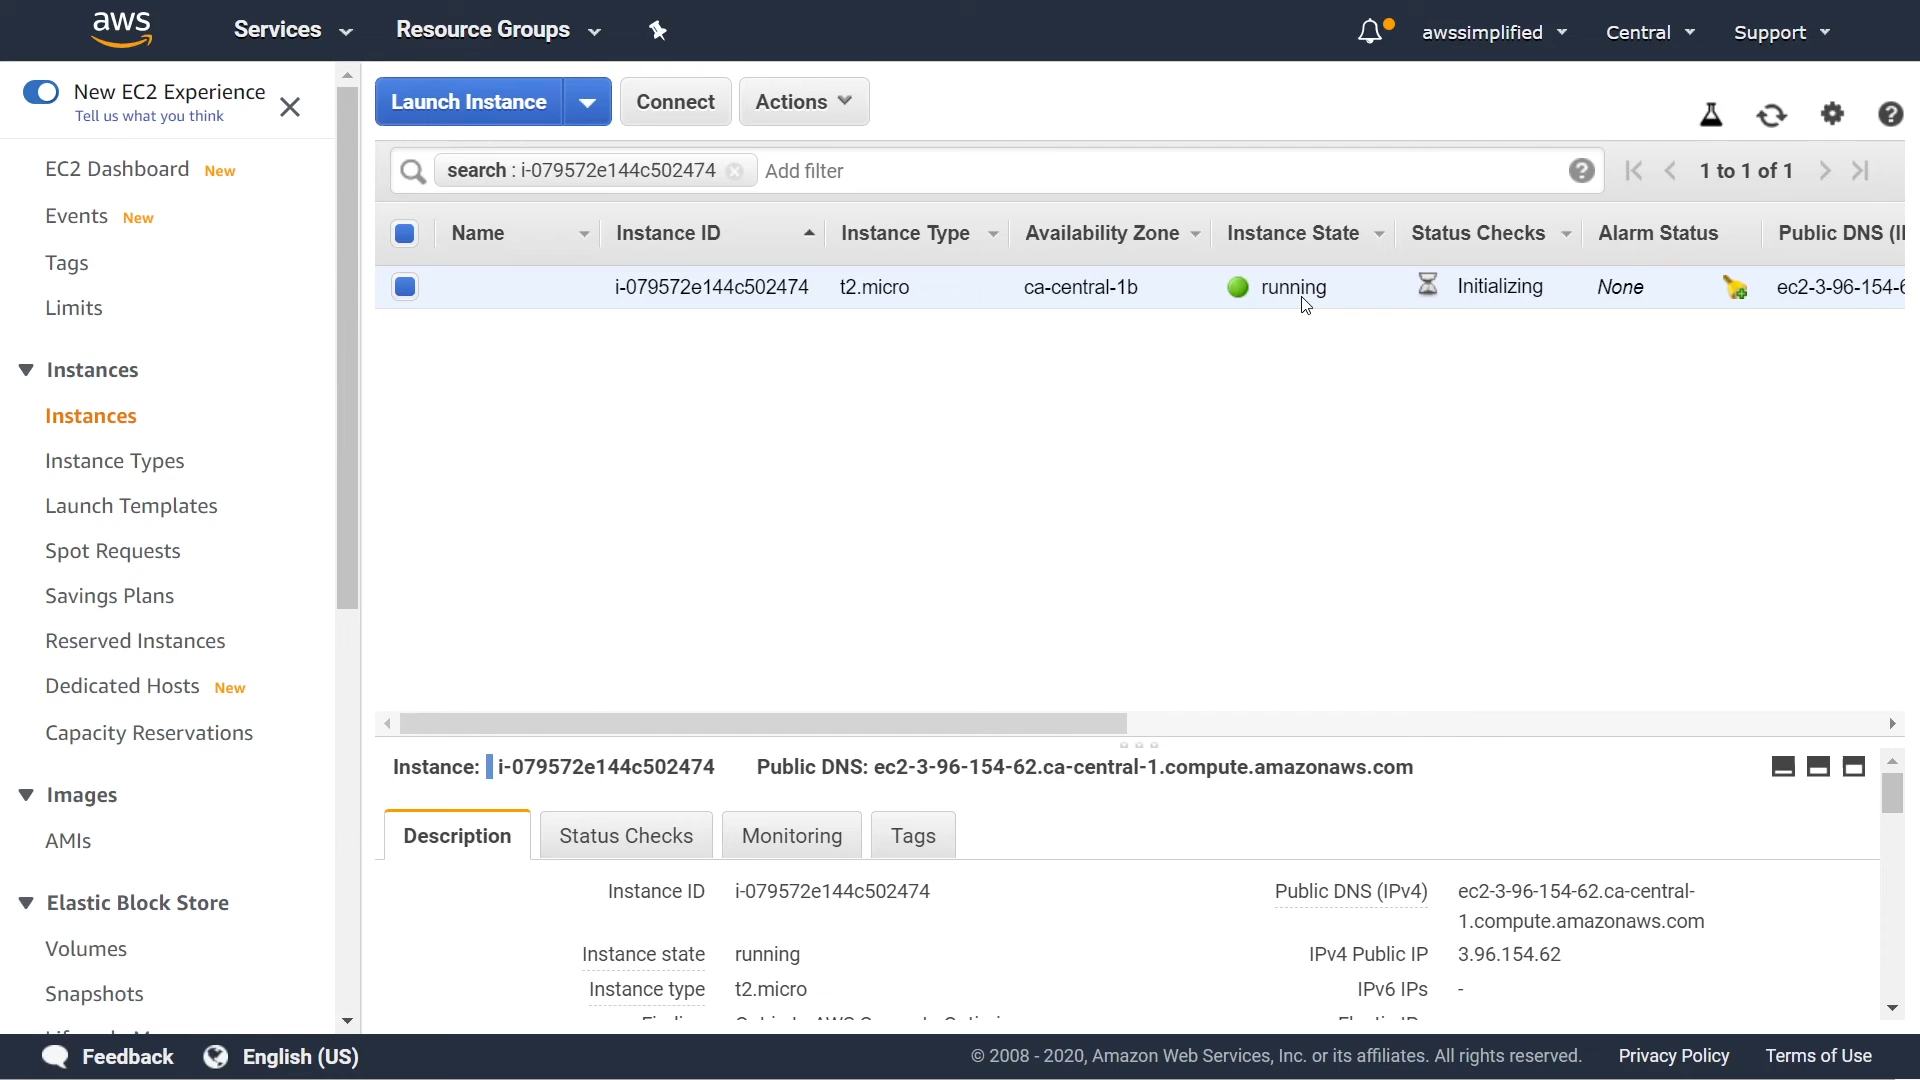 aws
Services
Resource Groups
awssimplified
Central
Support
New EC2 Experience
Tell us what you think
EC2 Dashboard New
Events New
Tags
Limits
Instances
Instances
Instance Types
Launch Templates
Spot Requests
Savings Plans
Reserved Instances
Dedicated Hosts New
Capacity Reservations
Images
AMIs
Elastic Block Store
Volumes
Snapshots
Launch Instance
Connect
Actions
search : i-079572e144c502474 Add filter
1 to 1 of 1
Name Instance ID Instance Type Availability Zone Instance State Status Checks Alarm Status Public DNS (I
i-079572e144c502474 t2.micro ca-central-1b running Initializing None ec2-3-96-154-6
Instance: i-079572e144c502474 Public DNS: ec2-3-96-154-62.ca-central-1.compute.amazonaws.com
Description
Status Checks
Monitoring
Tags
Instance ID i-079572e144c502474
Public DNS (IPv4) ec2-3-96-154-62.ca-central-
1.compute.amazonaws.com
Instance state running
IPv4 Public IP 3.96.154.62
Instance type t2.micro
IPv6 IPs -
Feedback
English (US)
© 2008 - 2020, Amazon Web Services, Inc. or its affiliates. All rights reserved.
Privacy Policy
Terms of Use